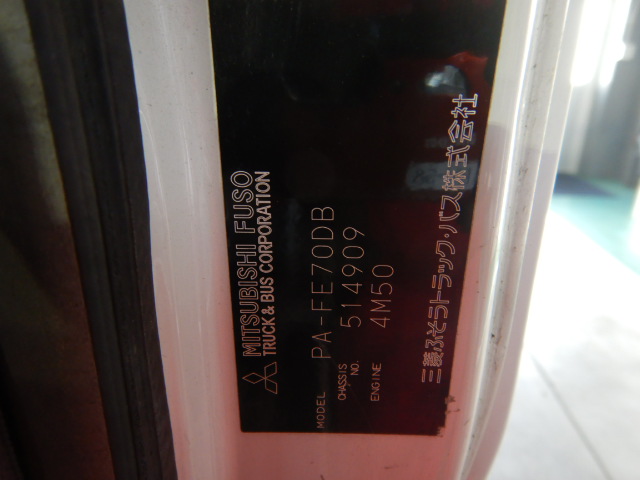 MITSUBISHI FUSO
TRUCK & BUS CORPORATION
MODEL PA-FE70DB
CHASSIS NO. 514909
ENGINE 4M50
三菱ふそうトラック・バス株式会社